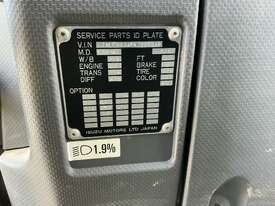 SERVICE PARTS ID PLATE
V.I.N
M.D.
W/B FT
ENGINE BRAKE
TRANS TIRE
DIFF COLOR
OPTION
ISUZU MOTORS LTD JAPAN
1.9%